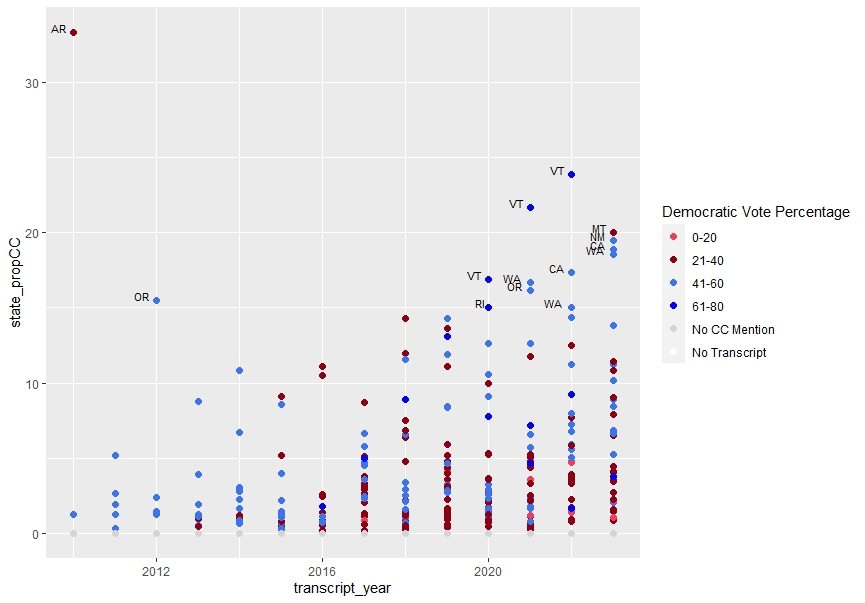 AR
30
VT
VT
MT
20
NM
CA
WA
CA
VT
WA
OR
OR
RI
WA
10
0
2012
2016
2020
transcript_year
state_propCC
Democratic Vote Percentage
0-20
21-40
41-60
61-80
No CC Mention
No Transcript